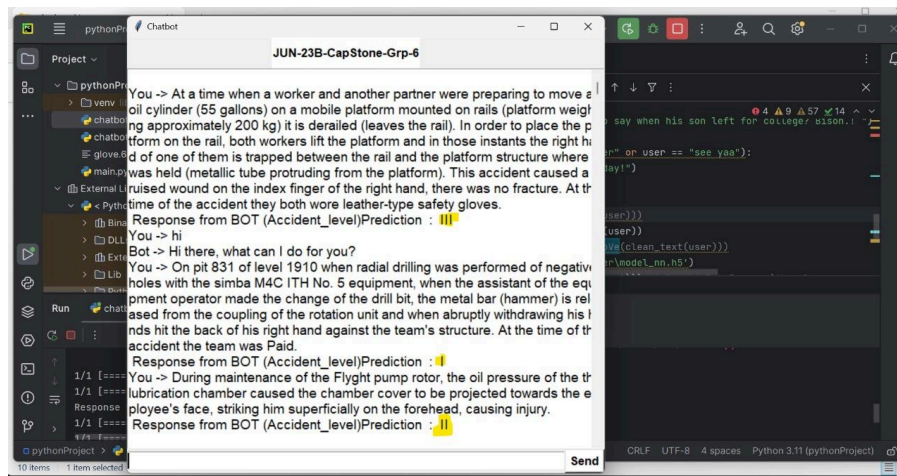 pythonPr
Chatbot
JUN-23B-CapStone-Grp-6
Project
pythonPr
venv
chatbo
chatbo
glove.6
main.py
External Li
< Pytho
Bina
DLL
Exte
Lib
You -> At a time when a worker and another partner were preparing to move a
oil cylinder (55 gallons) on a mobile platform mounted on rails (platform weigh
ng approximately 200 kg) it is derailed (leaves the rail). In order to place the p
tform on the rail, both workers lift the platform and in those instants the right ha
d of one of them is trapped between the rail and the platform structure where
was held (metallic tube protruding from the platform). This accident caused a
ruised wound on the index finger of the right hand, there was no fracture. At th
time of the accident they both wore leather-type safety gloves.
Response from BOT (Accident_level)Prediction : III
You -> hi
Bot -> Hi there, what can I do for you?
You -> On pit 831 of level 1910 when radial drilling was performed of negative
holes with the simba M4C ITH No. 5 equipment, when the assistant of the equ
pment operator made the change of the drill bit, the metal bar (hammer) is rel
ased from the coupling of the rotation unit and when abruptly withdrawing his h
nds hit the back of his right hand against the team's structure. At the time of th
accident the team was Paid.
Response from BOT (Accident_level)Prediction : I
You -> During maintenance of the Flyght pump rotor, the oil pressure of the th
lubrication chamber caused the chamber cover to be projected towards the e
ployee's face, striking him superficially on the forehead, causing injury.
Response from BOT (Accident_level)Prediction : II
Send
4 9 57 14
o say when his son left for college? Bison.! ")
er" or user == "see yaa"):
day!")
user)))
(user))
ove(clean_text(user)))
er\model_nn.h5')
Run chatb
1/1 [====
1/1 [====
Response
1/1 [====
1/1 [====
pythonProject >
CRLF UTF-8 4 spaces Python 3.11 (pythonProject)
10 items 1 item selected